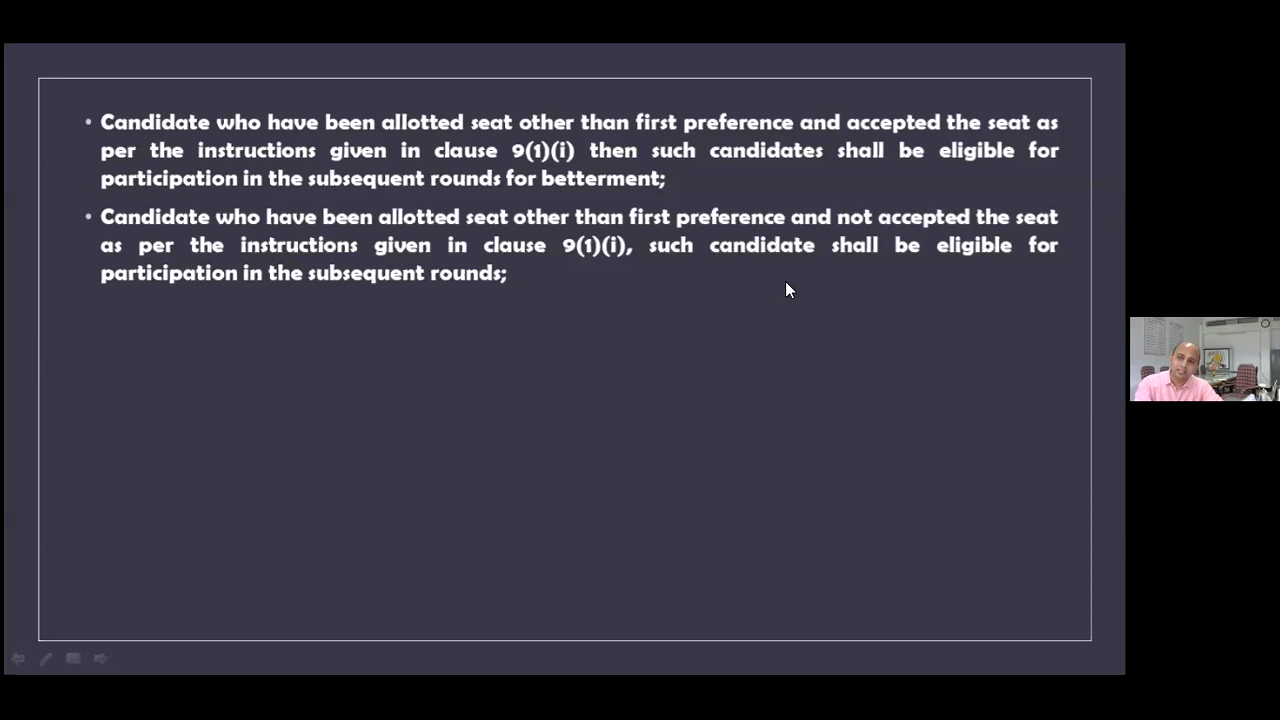 • Candidate who have been allotted seat other than first preference and accepted the seat as
per the instructions given in clause 9(1)(i) then such candidates shall be eligible for
participation in the subsequent rounds for betterment;
• Candidate who have been allotted seat other than first preference and not accepted the seat
as per the instructions given in clause 9(1)(i), such candidate shall be eligible for
participation in the subsequent rounds;